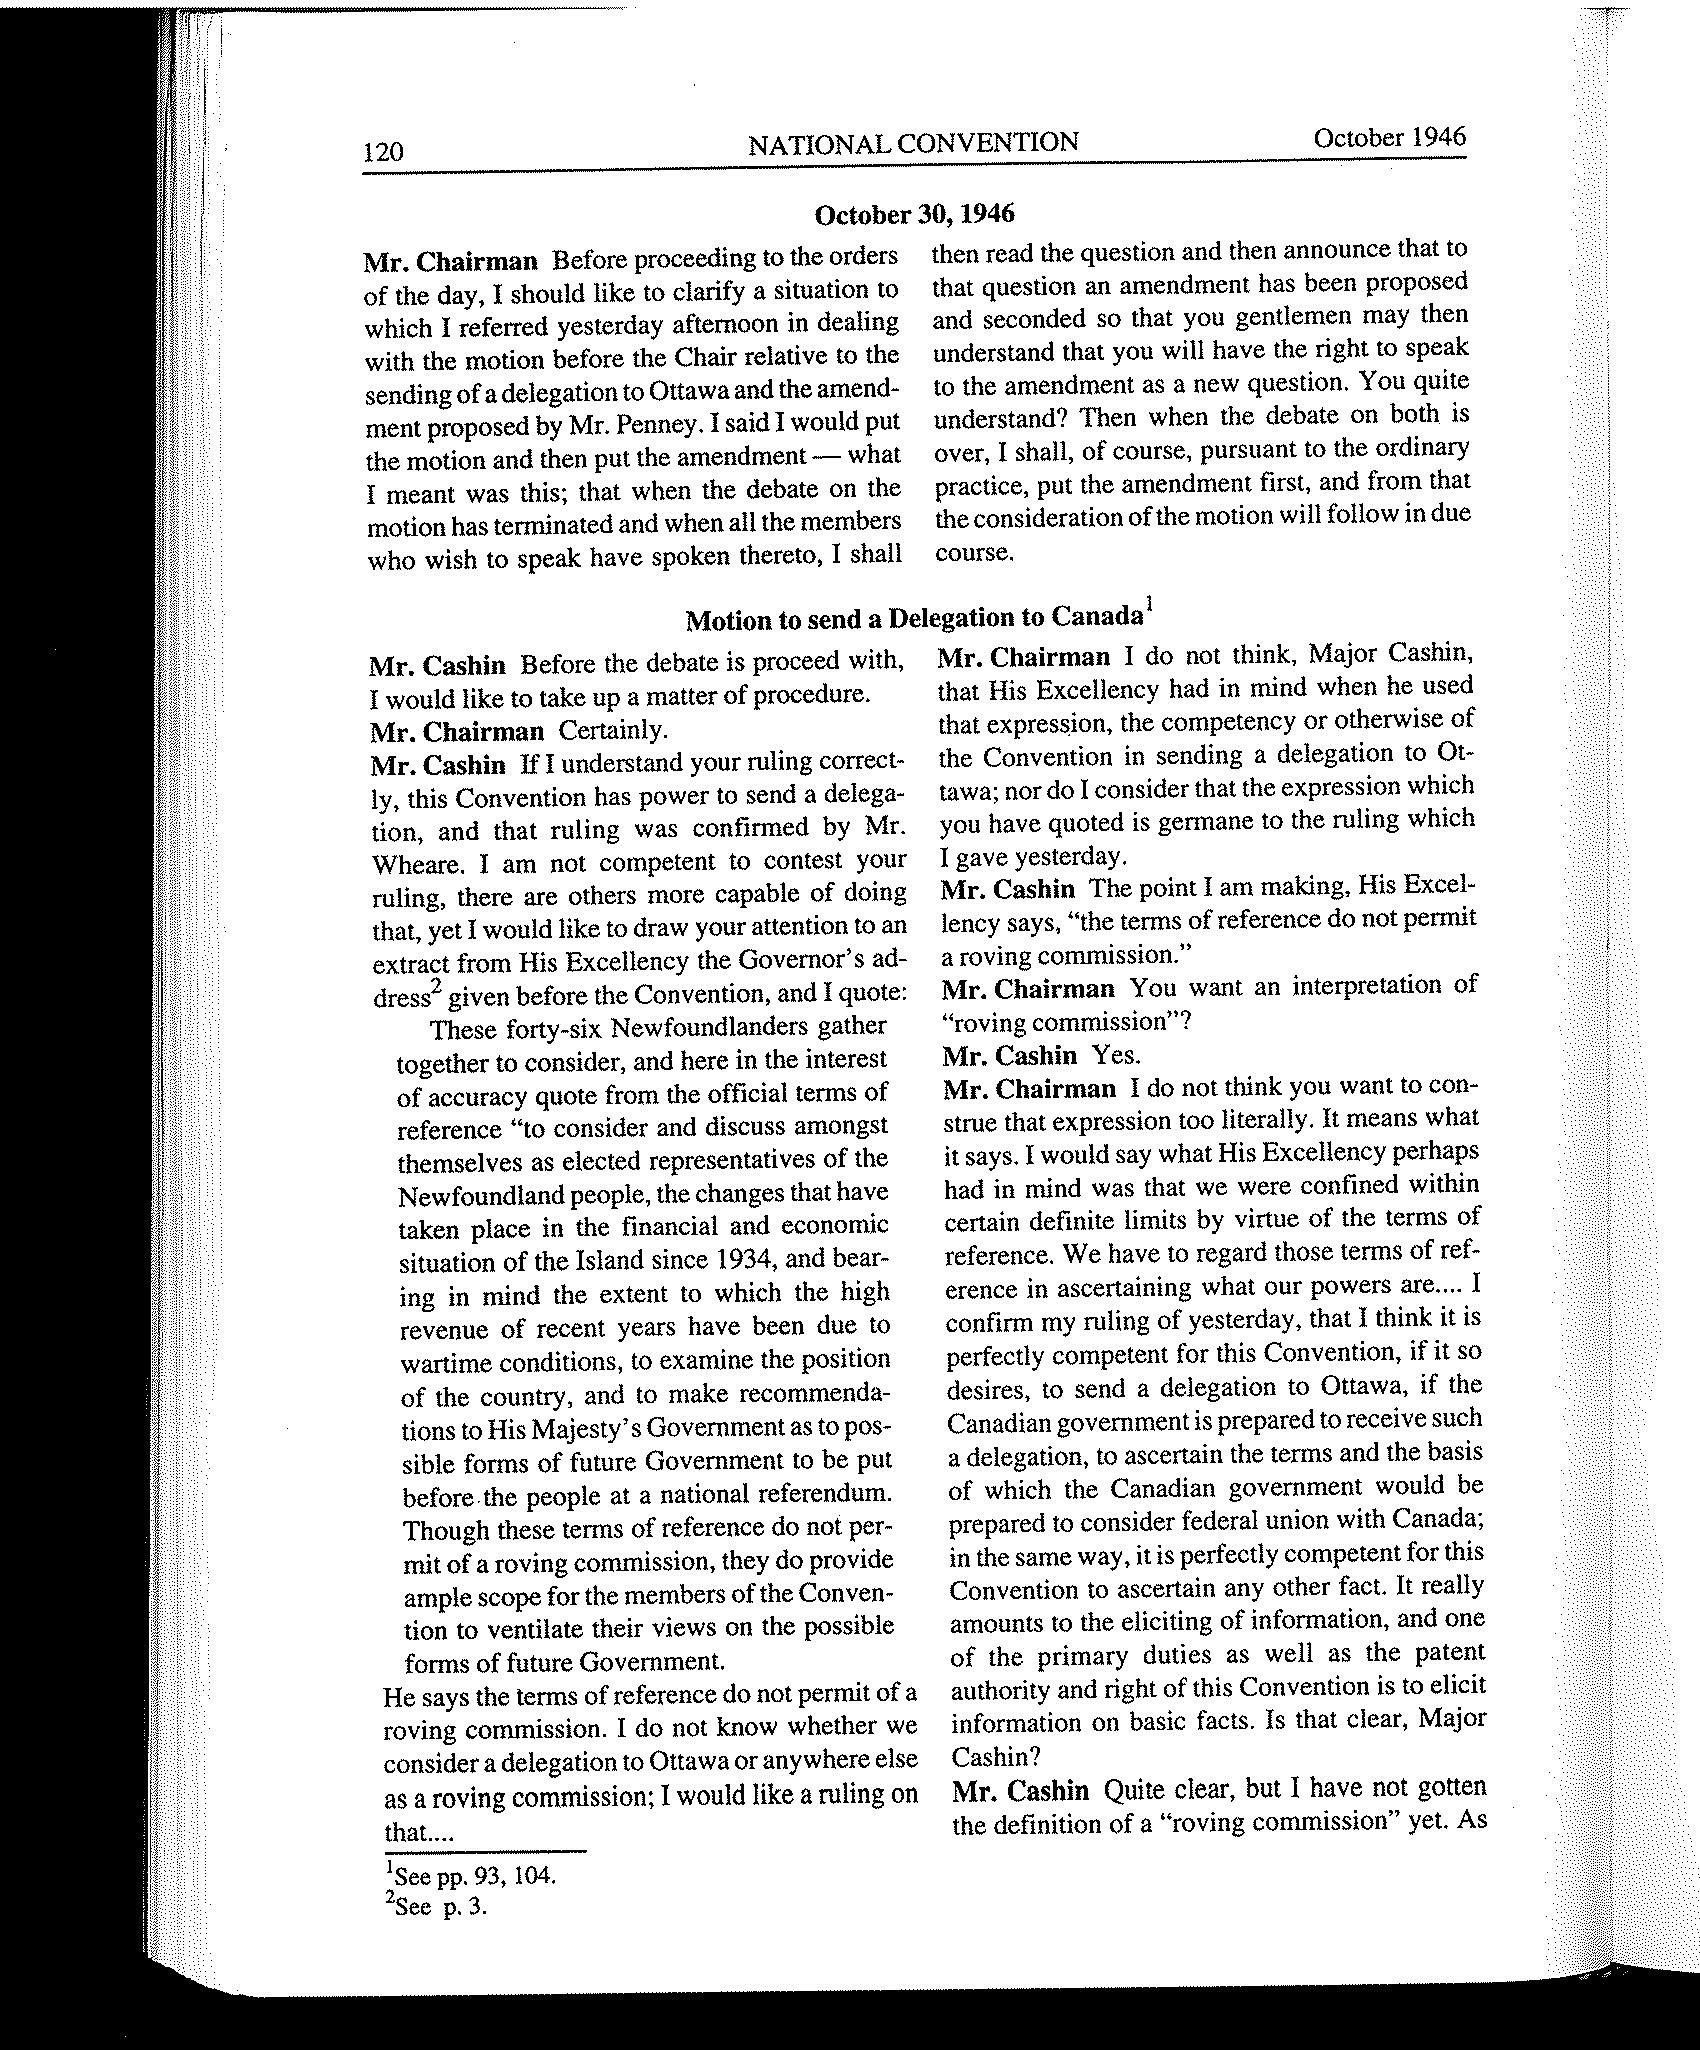 120
NATIONAL CONVENTION
October 1946
October 30, 1946
Mr. Chairman Before proceeding to the orders
of the day, I should like to clarify a situation to
which I referred yesterday afternoon in dealing
with the motion before the Chair relative to the
sending of a delegation to Ottawa and the amend-
ment proposed by Mr. Penney. I said I would put
the motion and then put the amendment — what
I meant was this; that when the debate on the
motion has terminated and when all the members
who wish to speak have spoken thereto, I shall
then read the question and then announce that to
that question an amendment has been proposed
and seconded so that you gentlemen may then
understand that you will have the right to speak
to the amendment as a new question. You quite
understand? Then when the debate on both is
over, I shall, of course, pursuant to the ordinary
practice, put the amendment first, and from that
the consideration of the motion will follow in due
course.
Motion to send a Delegation to Canada¹
Mr. Cashin Before the debate is proceed with,
I would like to take up a matter of procedure.
Mr. Chairman Certainly.
Mr. Cashin If I understand your ruling correct-
ly, this Convention has power to send a delega-
tion, and that ruling was confirmed by Mr.
Wheare. I am not competent to contest your
ruling, there are others more capable of doing
that, yet I would like to draw your attention to an
extract from His Excellency the Governor's ad-
dress² given before the Convention, and I quote:
These forty-six Newfoundlanders gather
together to consider, and here in the interest
of accuracy quote from the official terms of
reference "to consider and discuss amongst
themselves as elected representatives of the
Newfoundland people, the changes that have
taken place in the financial and economic
situation of the Island since 1934, and bear-
ing in mind the extent to which the high
revenue of recent years have been due to
wartime conditions, to examine the position
of the country, and to make recommenda-
tions to His Majesty's Government as to pos-
sible forms of future Government to be put
before the people at a national referendum.
Though these terms of reference do not per-
mit of a roving commission, they do provide
ample scope for the members of the Conven-
tion to ventilate their views on the possible
forms of future Government.
He says the terms of reference do not permit of a
roving commission. I do not know whether we
consider a delegation to Ottawa or anywhere else
as a roving commission; I would like a ruling on
that....
Mr. Chairman I do not think, Major Cashin,
that His Excellency had in mind when he used
that expression, the competency or otherwise of
the Convention in sending a delegation to Ot-
tawa; nor do I consider that the expression which
you have quoted is germane to the ruling which
I gave yesterday.
Mr. Cashin The point I am making, His Excel-
lency says, "the terms of reference do not permit
a roving commission."
Mr. Chairman You want an interpretation of
"roving commission"?
Mr. Cashin Yes.
Mr. Chairman I do not think you want to con-
strue that expression too literally. It means what
it says. I would say what His Excellency perhaps
had in mind was that we were confined within
certain definite limits by virtue of the terms of
reference. We have to regard those terms of ref-
erence in ascertaining what our powers are.... I
confirm my ruling of yesterday, that I think it is
perfectly competent for this Convention, if it so
desires, to send a delegation to Ottawa, if the
Canadian government is prepared to receive such
a delegation, to ascertain the terms and the basis
of which the Canadian government would be
prepared to consider federal union with Canada;
in the same way, it is perfectly competent for this
Convention to ascertain any other fact. It really
amounts to the eliciting of information, and one
of the primary duties as well as the patent
authority and right of this Convention is to elicit
information on basic facts. Is that clear, Major
Cashin?
Mr. Cashin Quite clear, but I have not gotten
the definition of a "roving commission" yet. As
¹See pp. 93, 104.
²See p. 3.